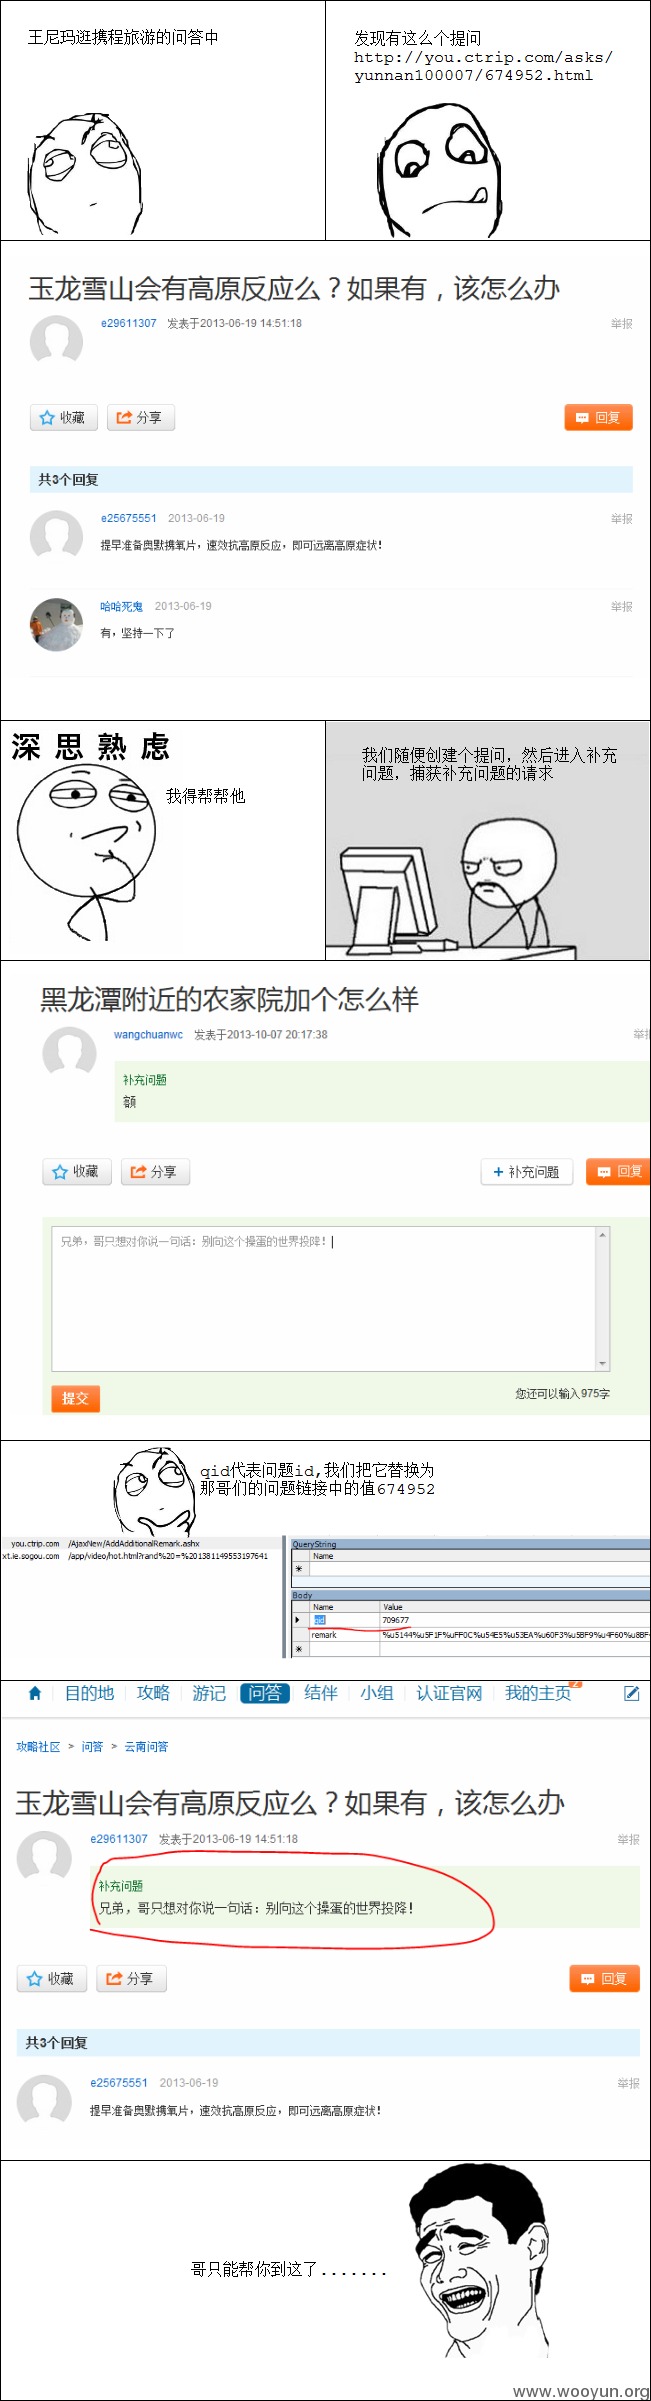 王尼玛逛携程旅游的问答中
发现有这么个提问
http://you.ctrip.com/asks/
yunnan100007/674952.html
玉龙雪山会有高原反应么？如果有，该怎么办
e29611307 发表于2013-06-19 14:51:18 举报
收藏 分享 回复
共3个回复
e25675551 2013-06-19 举报
提早准备奥默携氧片，速效抗高原反应，即可远离高原症状！
哈哈死鬼 2013-06-19 举报
有，坚持一下了
深思熟虑
我得帮帮他
我们随便创建个提问，然后进入补充
问题，捕获补充问题的请求
黑龙潭附近的农家院加个怎么样
wangchuanwc 发表于2013-10-07 20:17:38 举
补充问题
额
收藏 分享 + 补充问题 回复
兄弟，哥只想对你说一句话：别向这个操蛋的世界投降！
提交 您还可以输入975字
qid代表问题id,我们把它替换为
那哥们的问题链接中的值674952
you.ctrip.com /AjaxNew/AddAdditionalRemark.ashx
xt.ie.sogou.com /app/video/hot.html?rand%20=%201381149553197641
QueryString
Name
Body
Name Value
qid 709677
remark %u5144%u5F1F%uFF0C%u54E5%u53EA%u60F3%u5BF9%u4F60%u8BF
目的地 攻略 游记 问答 结伴 小组 认证官网 我的主页 2
攻略社区 > 问答 > 云南问答
玉龙雪山会有高原反应么？如果有，该怎么办
e29611307 发表于2013-06-19 14:51:18 举报
补充问题
兄弟，哥只想对你说一句话：别向这个操蛋的世界投降！
收藏 分享 回复
共3个回复
e25675551 2013-06-19 举报
提早准备奥默携氧片，速效抗高原反应，即可远离高原症状！
哥只能帮你到这了.......
www.wooyun.org